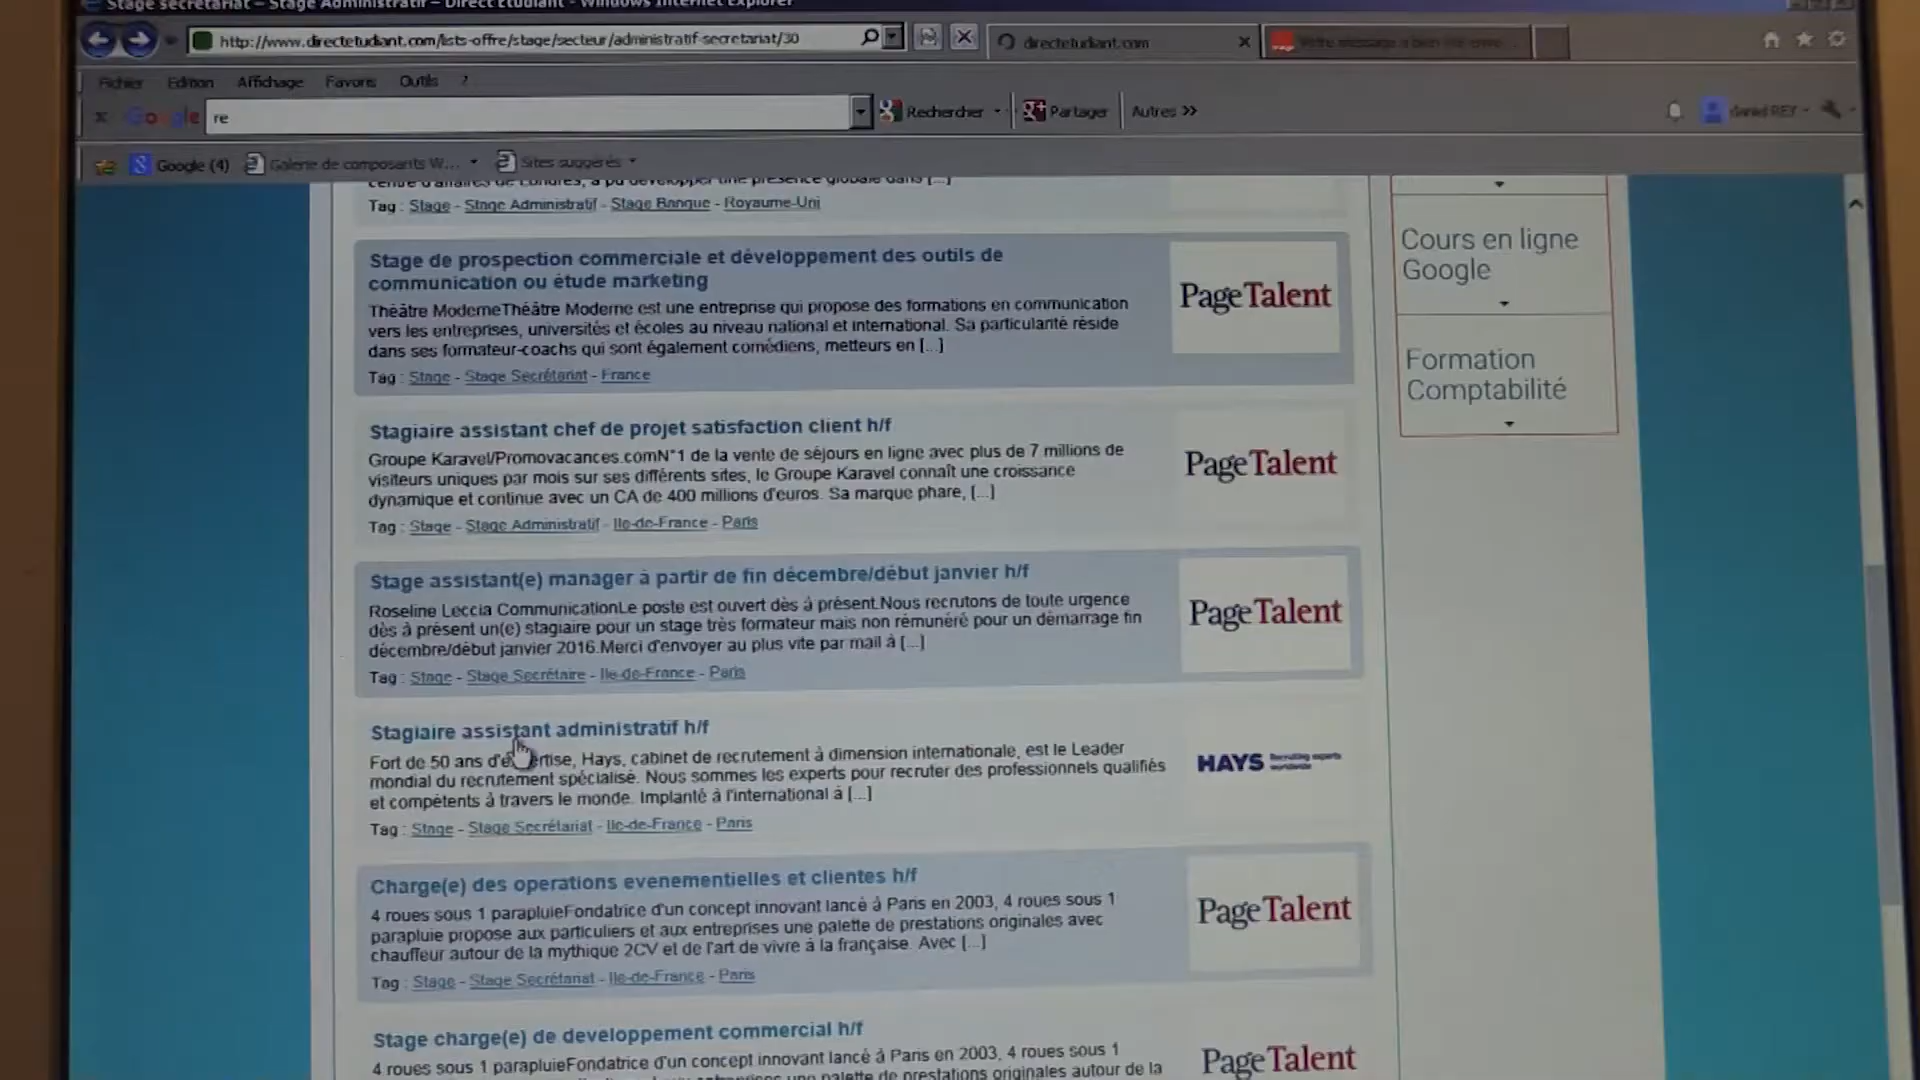 Stage secrétariat – Stage Administratif – Direct Etudiant - Windows Internet Explorer
http://www.directetudiant.com/lists-offre/stage/secteur/administratif-secretariat/30
directetudiant.com
Votre message a bien été
Fichier Edition Affichage Favoris Outils ?
x Google re Rechercher Partager Autres >> daniel REY
Google (4) Galerie de composants W... Sites suggérés
centre d'affaires de Londres, a pu développer une présence globale dans [...]
Tag : Stage - Stage Administratif - Stage Banque - Royaume-Uni
Stage de prospection commerciale et développement des outils de
communication ou étude marketing
Théâtre ModerneThéâtre Moderne est une entreprise qui propose des formations en communication
vers les entreprises, universités et écoles au niveau national et international. Sa particularité réside
dans ses formateur-coachs qui sont également comédiens, metteurs en [...]
Tag : Stage - Stage Secrétariat - France
PageTalent
Stagiaire assistant chef de projet satisfaction client h/f
Groupe Karavel/Promovacances.comN°1 de la vente de séjours en ligne avec plus de 7 millions de
visiteurs uniques par mois sur ses différents sites, le Groupe Karavel connaît une croissance
dynamique et continue avec un CA de 400 millions d'euros. Sa marque phare, [...]
Tag : Stage - Stage Administratif - Ile-de-France - Paris
PageTalent
Stage assistant(e) manager à partir de fin décembre/début janvier h/f
Roseline Leccia CommunicationLe poste est ouvert dès à présent.Nous recrutons de toute urgence
dès à présent un(e) stagiaire pour un stage très formateur mais non rémunéré pour un démarrage fin
décembre/début janvier 2016.Merci d'envoyer au plus vite par mail à [...]
Tag : Stage - Stage Secrétaire - Ile-de-France - Paris
PageTalent
Stagiaire assistant administratif h/f
Fort de 50 ans d'expertise, Hays, cabinet de recrutement à dimension internationale, est le Leader
mondial du recrutement spécialisé. Nous sommes les experts pour recruter des professionnels qualifiés
et compétents à travers le monde. Implanté à l'international à [...]
Tag : Stage - Stage Secrétariat - Ile-de-France - Paris
HAYS Recruiting experts
worldwide
Charge(e) des operations evenementielles et clientes h/f
4 roues sous 1 parapluieFondatrice d'un concept innovant lancé à Paris en 2003, 4 roues sous 1
parapluie propose aux particuliers et aux entreprises une palette de prestations originales avec
chauffeur autour de la mythique 2CV et de l'art de vivre à la française. Avec [...]
Tag : Stage - Stage Secrétariat - Ile-de-France - Paris
PageTalent
Stage charge(e) de developpement commercial h/f
4 roues sous 1 parapluieFondatrice d'un concept innovant lancé à Paris en 2003, 4 roues sous 1
palette de prestations originales autour de la
PageTalent
Cours en ligne
Google
Formation
Comptabilité